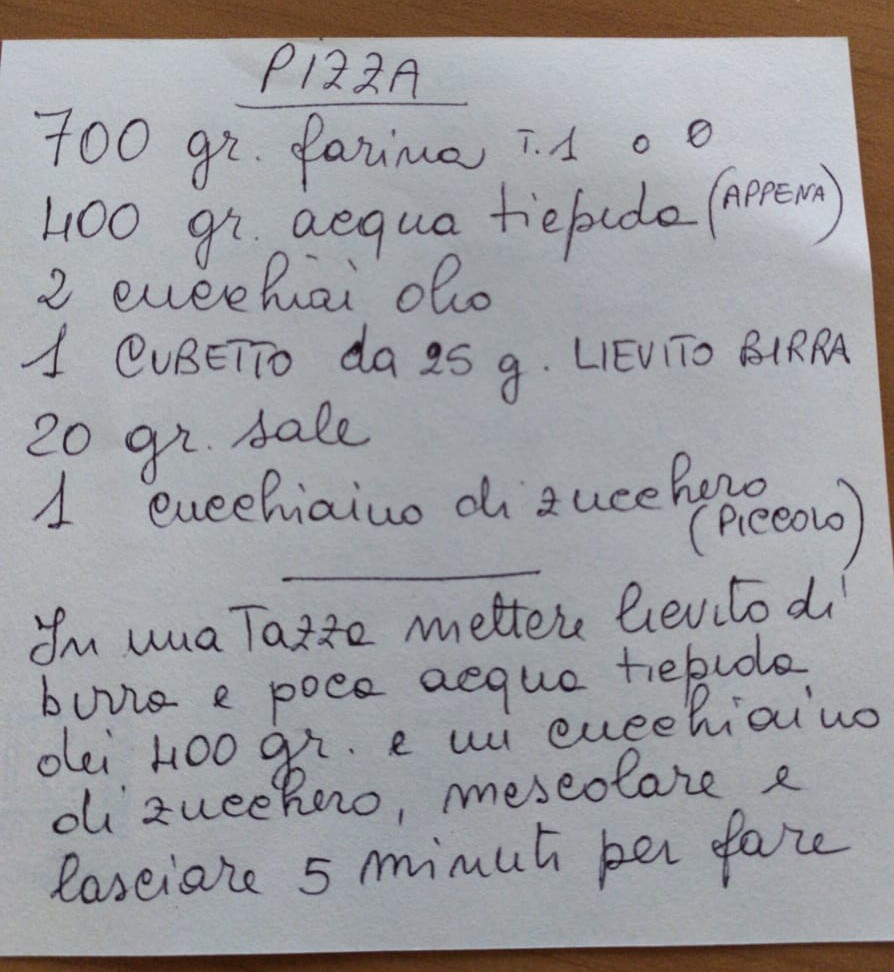 PIZZA
700 gr. farina T.1 o 0
400 gr. acqua tiepida (APPENA)
2 cucchiai olio
1 CUBETTO da 25 g. LIEVITO BIRRA
20 gr. sale
1 cucchiaino di zucchero
(PICCOLO)
In una Tazza mettere lievito di
birra e poca acqua tiepida
dei 400 gr. e un cucchiaino
di zucchero, mescolare e
lasciare 5 minuti per fare